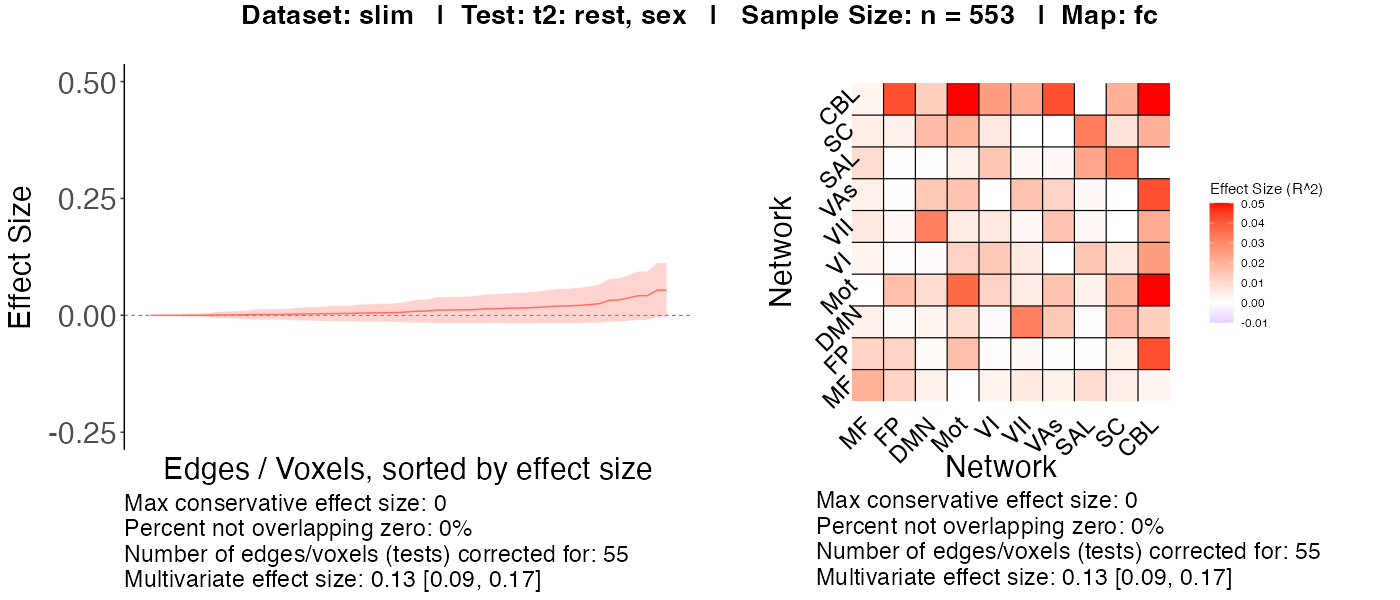 Dataset: slim | Test: t2: rest, sex | Sample Size: n = 553 | Map: fc
Effect Size
0.50
0.25
0.00
-0.25
Edges / Voxels, sorted by effect size
Max conservative effect size: 0
Percent not overlapping zero: 0%
Number of edges/voxels (tests) corrected for: 55
Multivariate effect size: 0.13 [0.09, 0.17]
Network
CBL
SC
SAL
VAs
VII
VI
Mot
DMN
FP
MF
MF
FP
DMN
Mot
VI
VII
VAs
SAL
SC
CBL
Network
Effect Size (R^2)
0.05
0.04
0.03
0.02
0.01
0.00
-0.01
Max conservative effect size: 0
Percent not overlapping zero: 0%
Number of edges/voxels (tests) corrected for: 55
Multivariate effect size: 0.13 [0.09, 0.17]